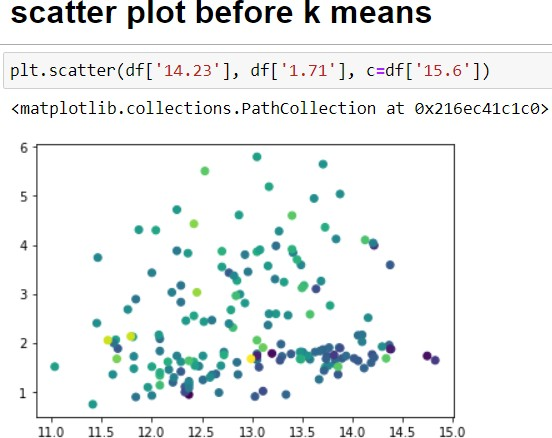 scatter plot before k means
plt.scatter(df['14.23'], df['1.71'], c=df['15.6'])
<matplotlib.collections.PathCollection at 0x216ec41c1c0>
6
5
4
3
2
1
11.0 11.5 12.0 12.5 13.0 13.5 14.0 14.5 15.0